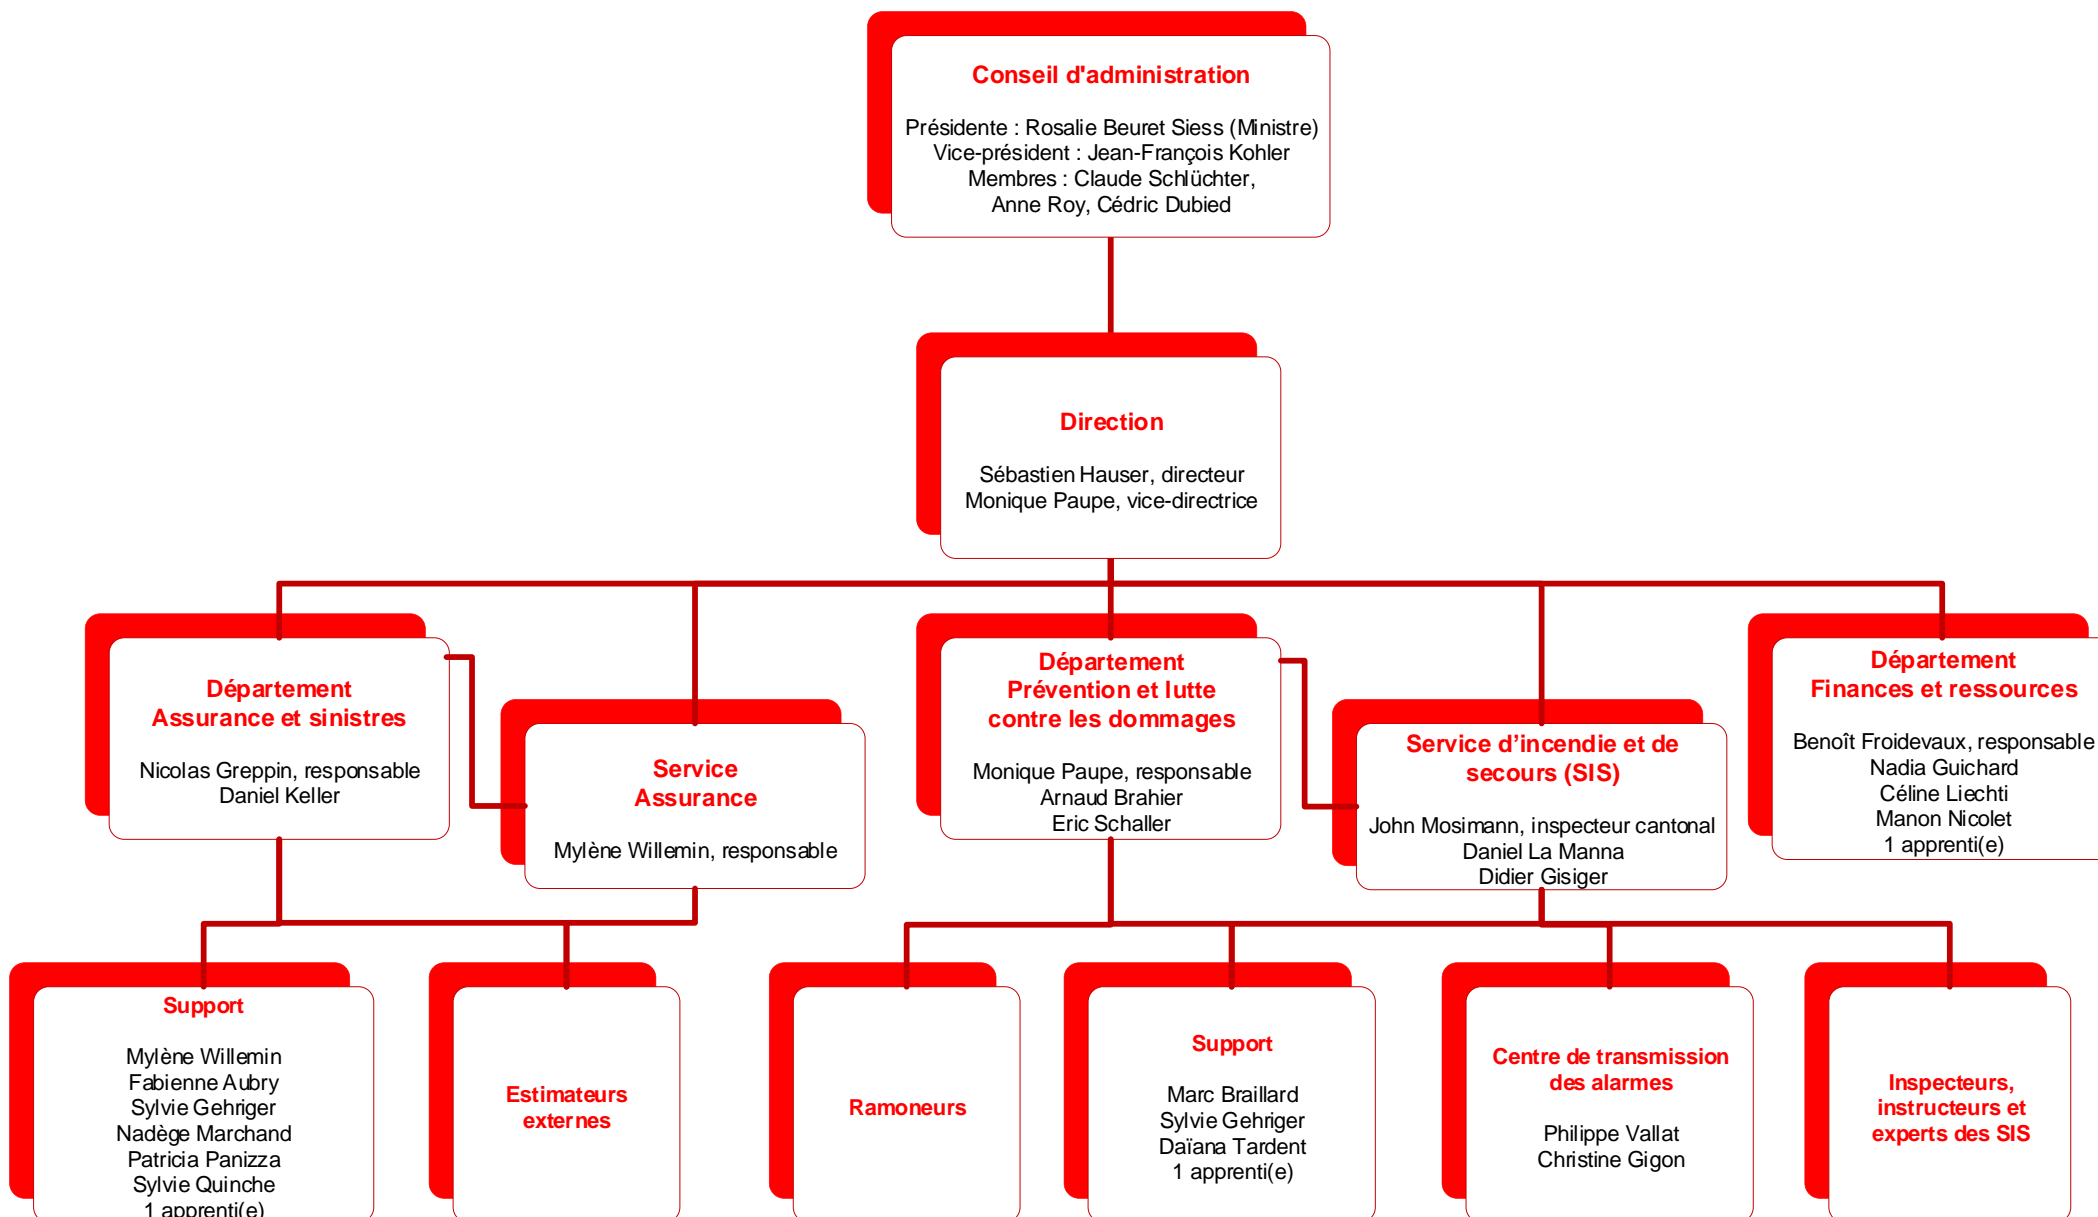 Conseil d'administration
Présidente : Rosalie Beuret Siess (Ministre)
Vice-président : Jean-François Kohler
Membres : Claude Schlüchter,
Anne Roy, Cédric Dubied
Direction
Sébastien Hauser, directeur
Monique Paupe, vice-directrice
Département
Assurance et sinistres
Nicolas Greppin, responsable
Daniel Keller
Service
Assurance
Mylène Willemin, responsable
Département
Prévention et lutte
contre les dommages
Monique Paupe, responsable
Arnaud Brahier
Eric Schaller
Service d’incendie et de
secours (SIS)
John Mosimann, inspecteur cantonal
Daniel La Manna
Didier Gisiger
Département
Finances et ressources
Benoît Froidevaux, responsable
Nadia Guichard
Céline Liechti
Manon Nicolet
1 apprenti(e)
Support
Mylène Willemin
Fabienne Aubry
Sylvie Gehriger
Nadège Marchand
Patricia Panizza
Sylvie Quinche
1 apprenti(e)
Estimateurs
externes
Ramoneurs
Support
Marc Braillard
Sylvie Gehriger
Daïana Tardent
1 apprenti(e)
Centre de transmission
des alarmes
Philippe Vallat
Christine Gigon
Inspecteurs,
instructeurs et
experts des SIS